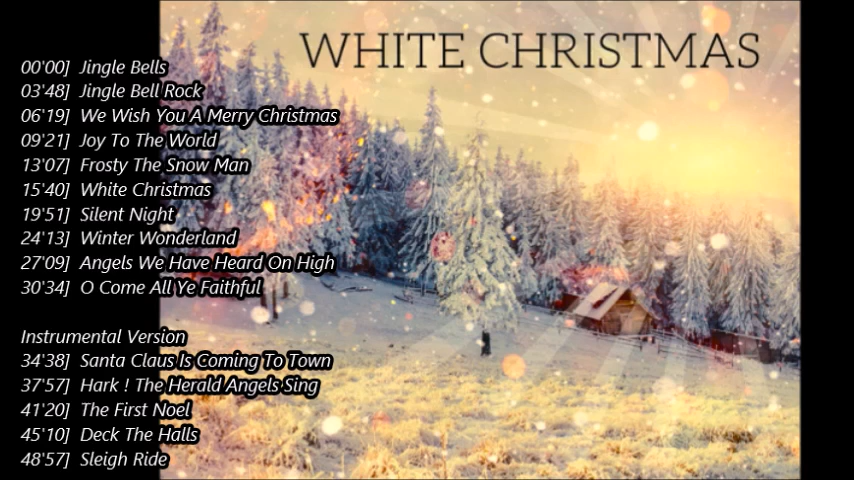 WHITE CHRISTMAS
00'00] Jingle Bells
03'48] Jingle Bell Rock
06'19] We Wish You A Merry Christmas
09'21] Joy To The World
13'07] Frosty The Snow Man
15'40] White Christmas
19'51] Silent Night
24'13] Winter Wonderland
27'09] Angels We Have Heard On High
30'34] O Come All Ye Faithful
Instrumental Version
34'38] Santa Claus Is Coming To Town
37'57] Hark ! The Herald Angels Sing
41'20] The First Noel
45'10] Deck The Halls
48'57] Sleigh Ride